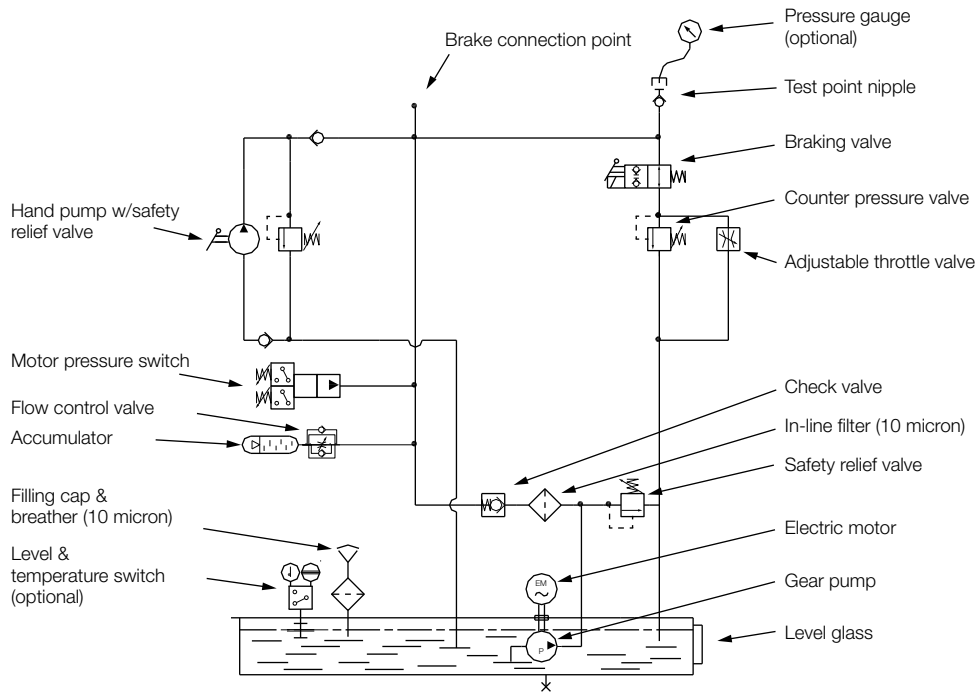 Pressure gauge
(optional)
Brake connection point
Test point nipple
Braking valve
Counter pressure valve
Hand pump w/safety
relief valve
Adjustable throttle valve
Motor pressure switch
Flow control valve
Accumulator
Check valve
In-line filter (10 micron)
Safety relief valve
Filling cap &
breather (10 micron)
Level &
temperature switch
(optional)
Electric motor
EM
Gear pump
P
Level glass